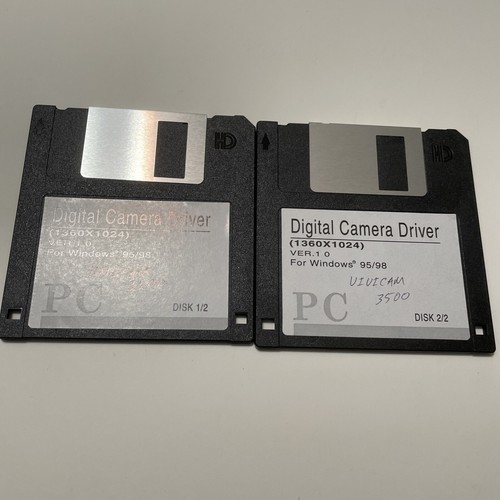 HD
Digital Camera Driver
(1360X1024)
VER.1.0
For Windows® 95/98
PC
DISK 1/2
HD
Digital Camera Driver
(1360X1024)
VER.1.0
For Windows® 95/98
VIVICAM
3500
PC
DISK 2/2